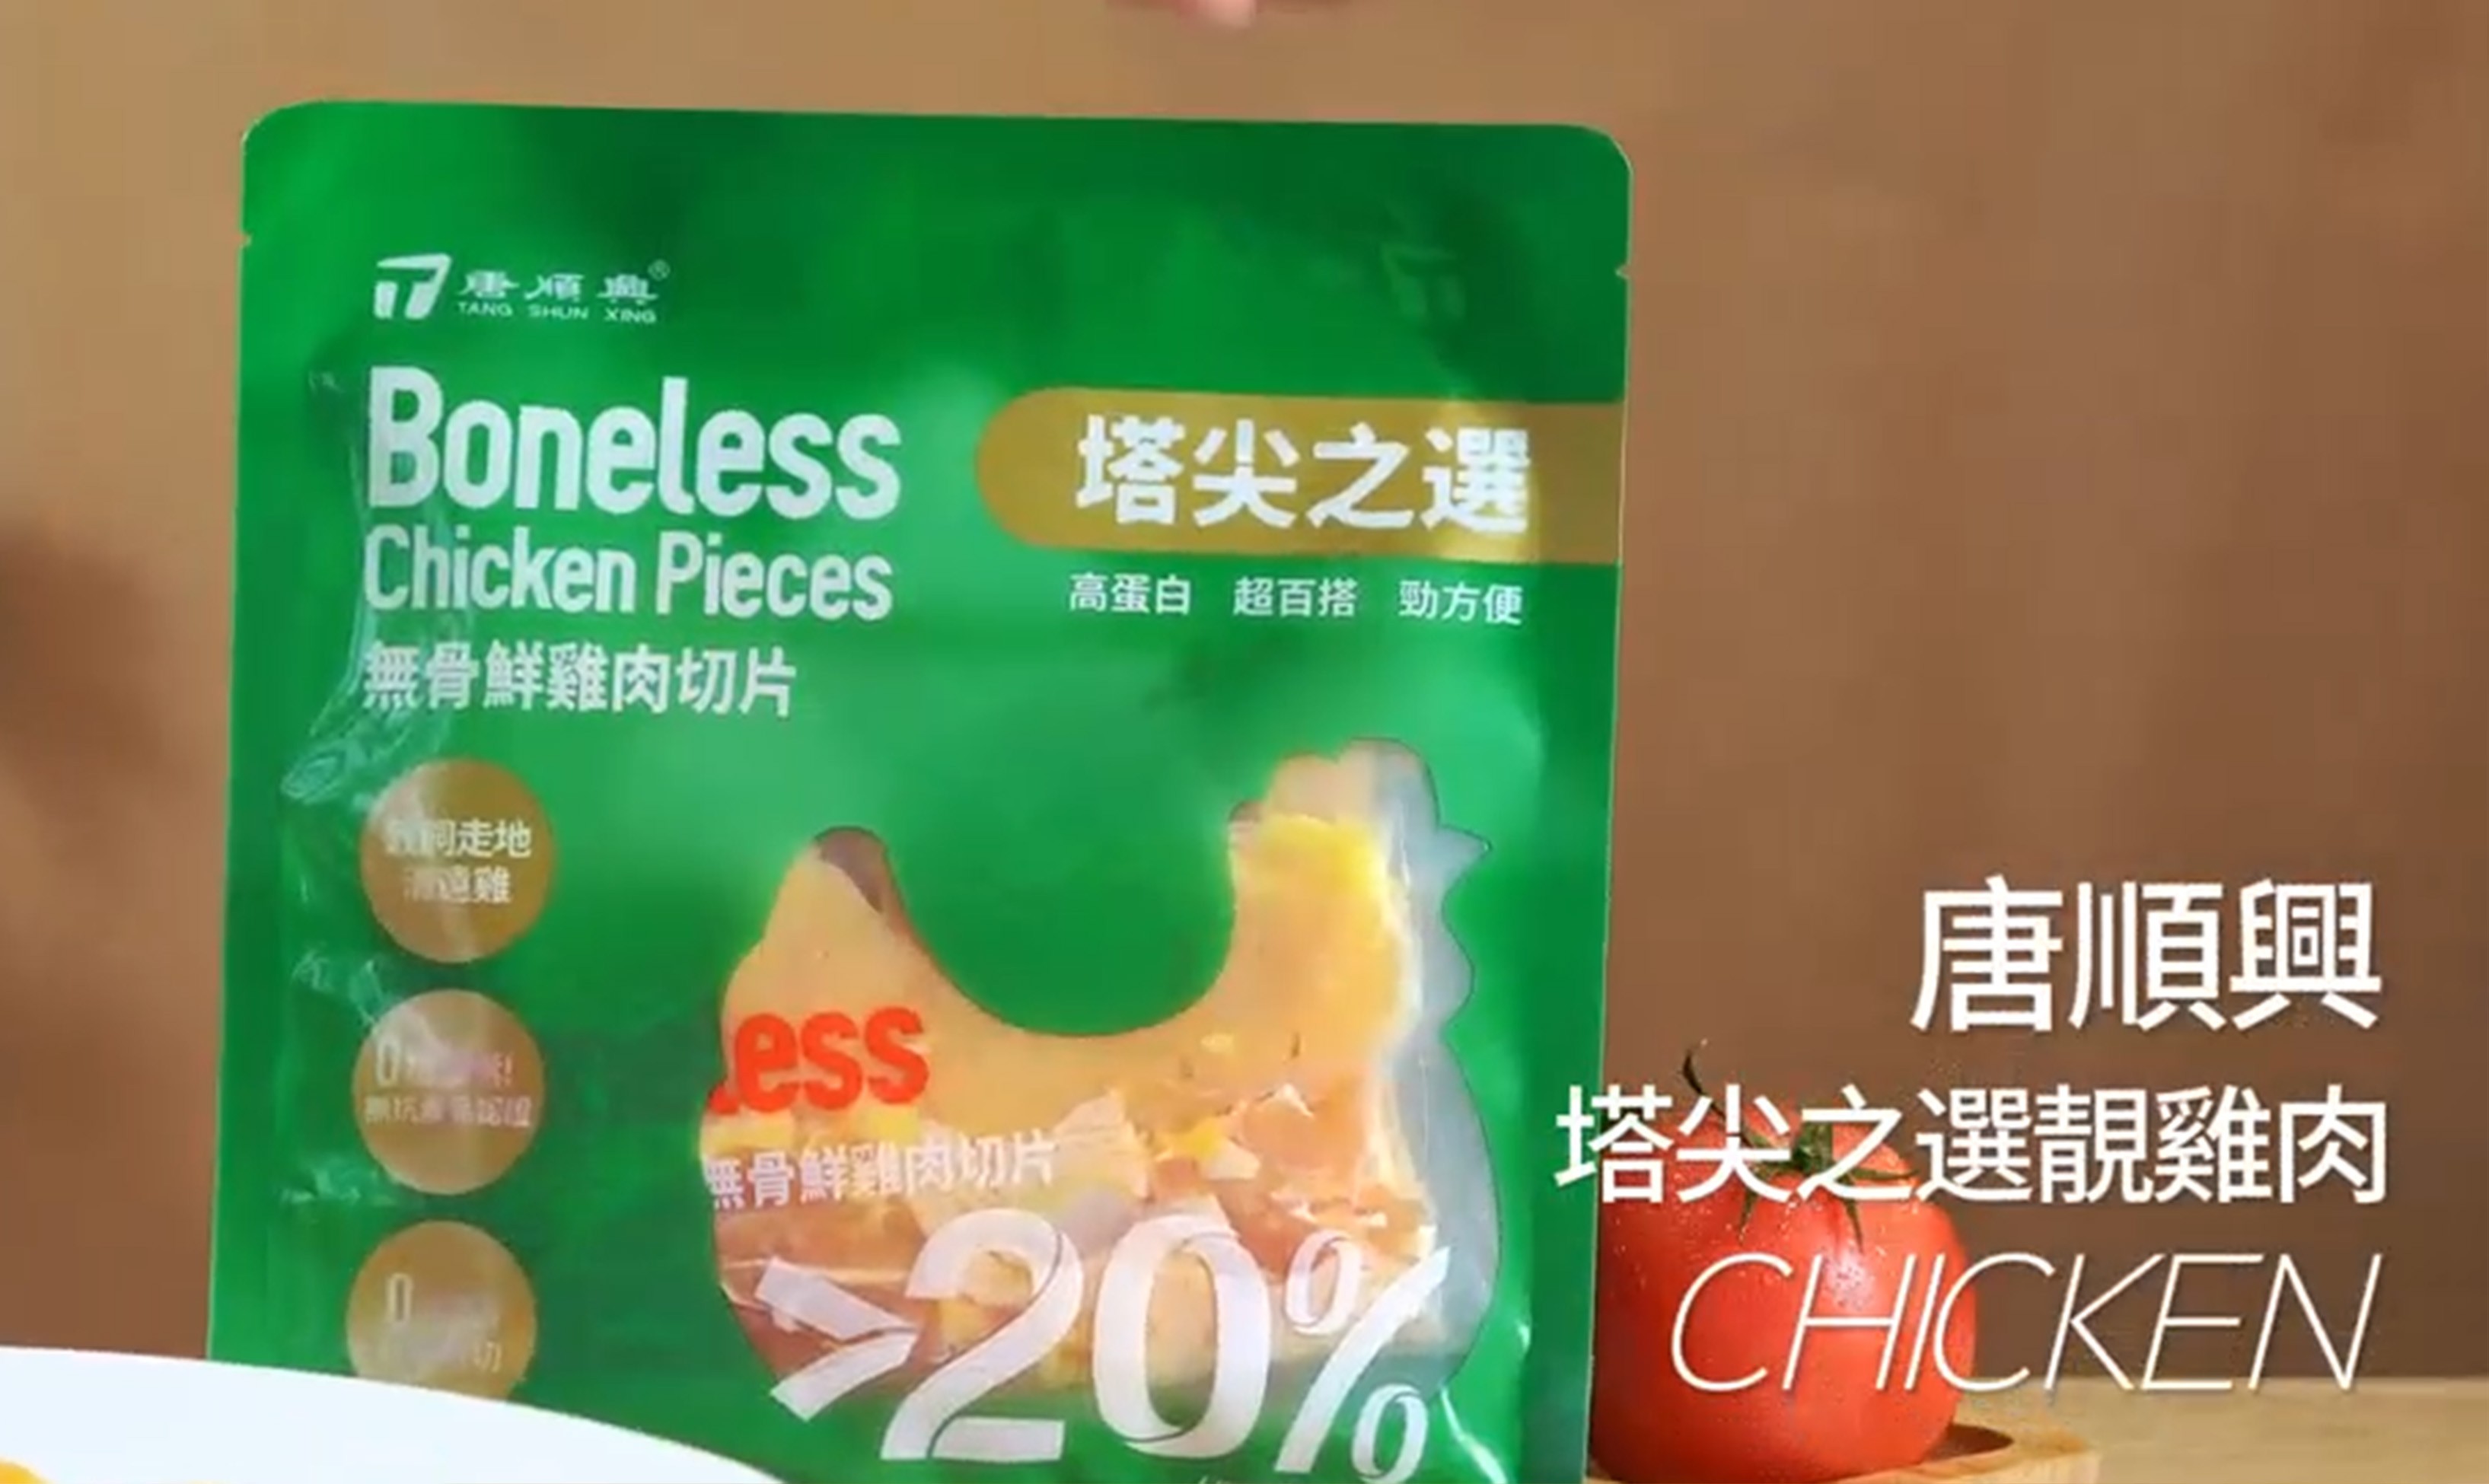 唐順興®
TANG SHUN XING
Boneless
Chicken Pieces
無骨鮮雞肉切片
塔尖之選
高蛋白 超百搭 勁方便
走地
雞
0
0
切
less
無骨鮮雞肉切片
>20%
唐順興
塔尖之選靚雞肉
CHICKEN